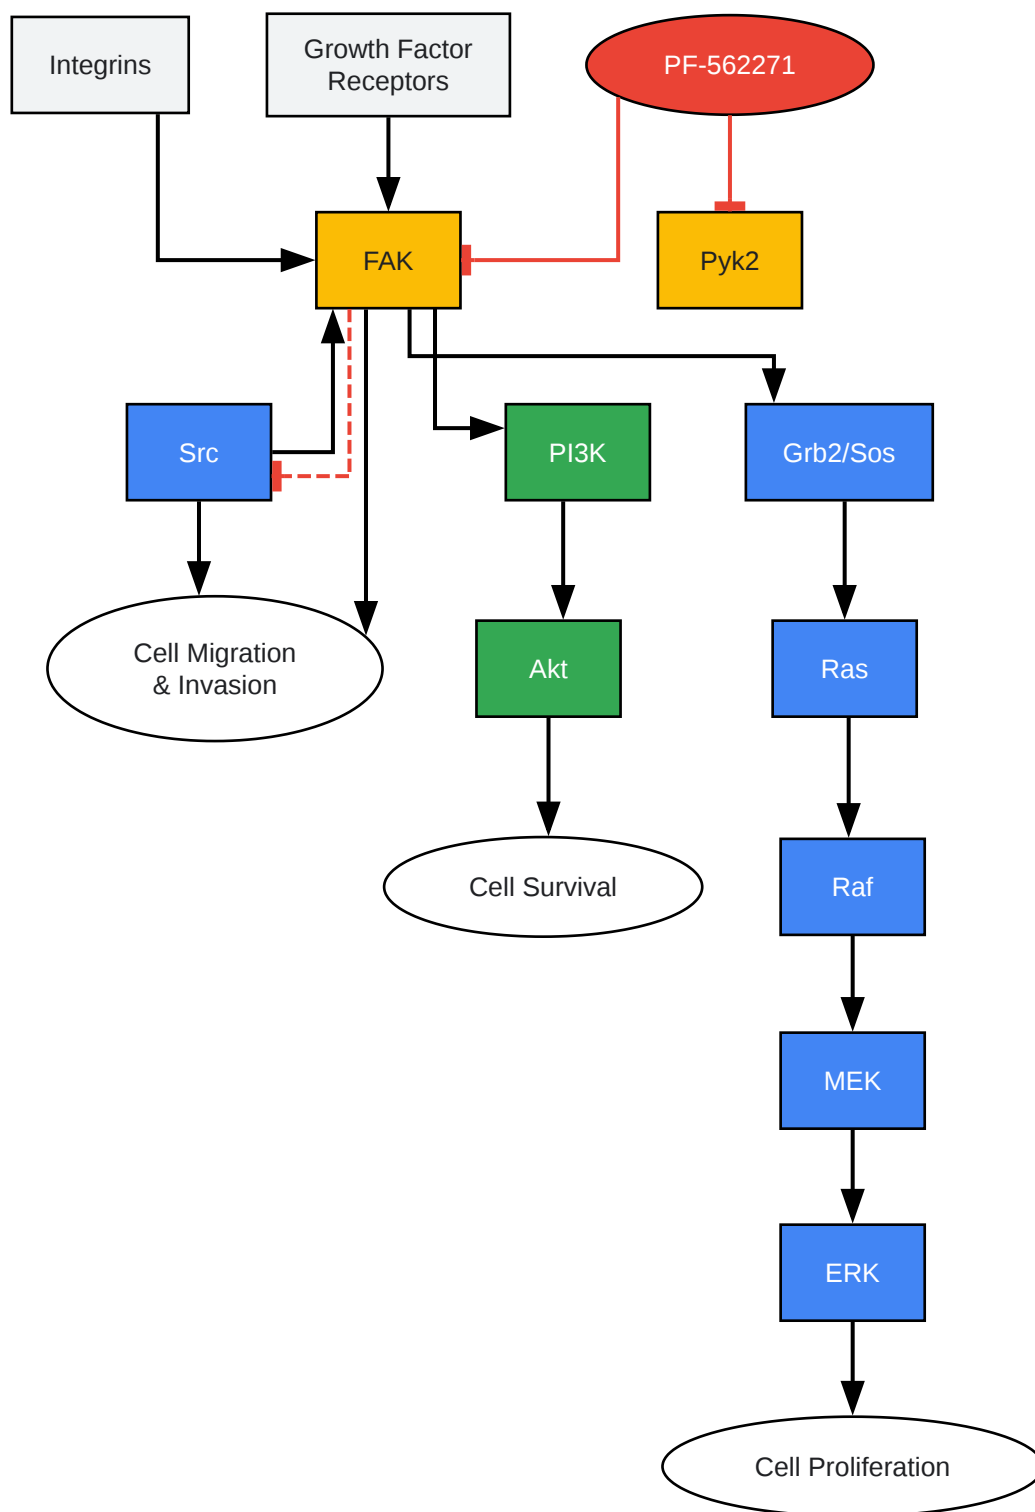 Integrins
Growth Factor
Receptors
PF-562271
FAK
Pyk2
Src
PI3K
Grb2/Sos
Cell Migration
& Invasion
Akt
Ras
Cell Survival
Raf
MEK
ERK
Cell Proliferation